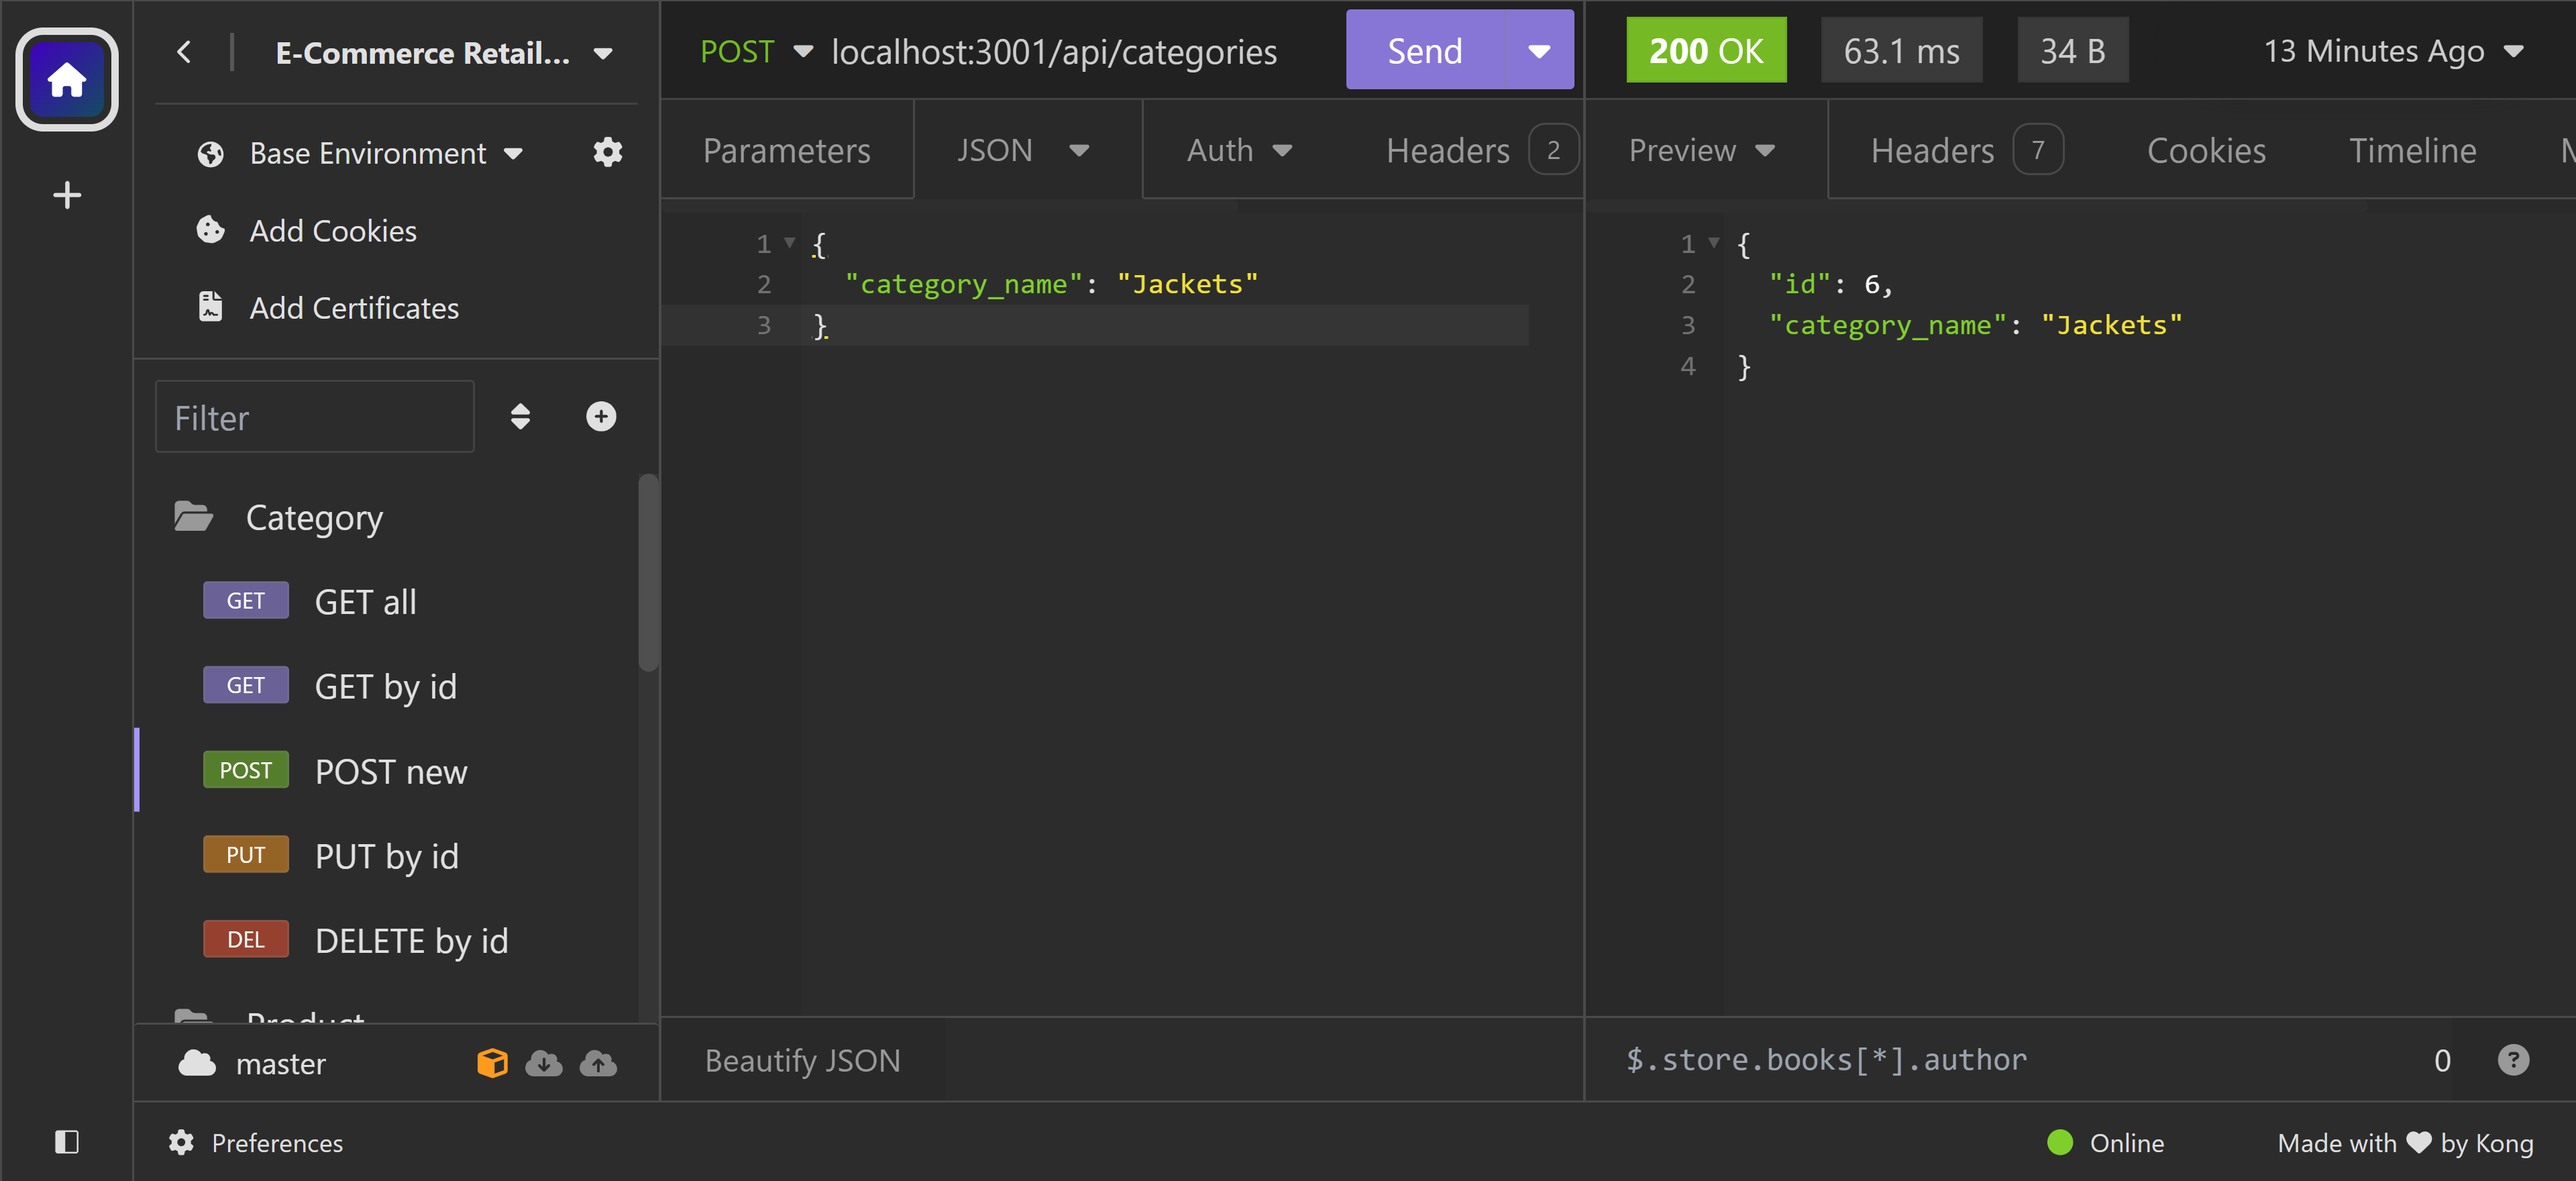 E-Commerce Retail...
Base Environment
Add Cookies
Add Certificates
Filter
Category
GET GET all
GET GET by id
POST POST new
PUT PUT by id
DEL DELETE by id
Product
master
Preferences
POST localhost:3001/api/categories Send
Parameters JSON Auth Headers 2
1 {
2 "category_name": "Jackets"
3 }
Beautify JSON
200 OK 63.1 ms 34 B 13 Minutes Ago
Preview Headers 7 Cookies Timeline
1 {
2 "id": 6,
3 "category_name": "Jackets"
4 }
$.store.books[*].author 0 ?
Online Made with ♥ by Kong